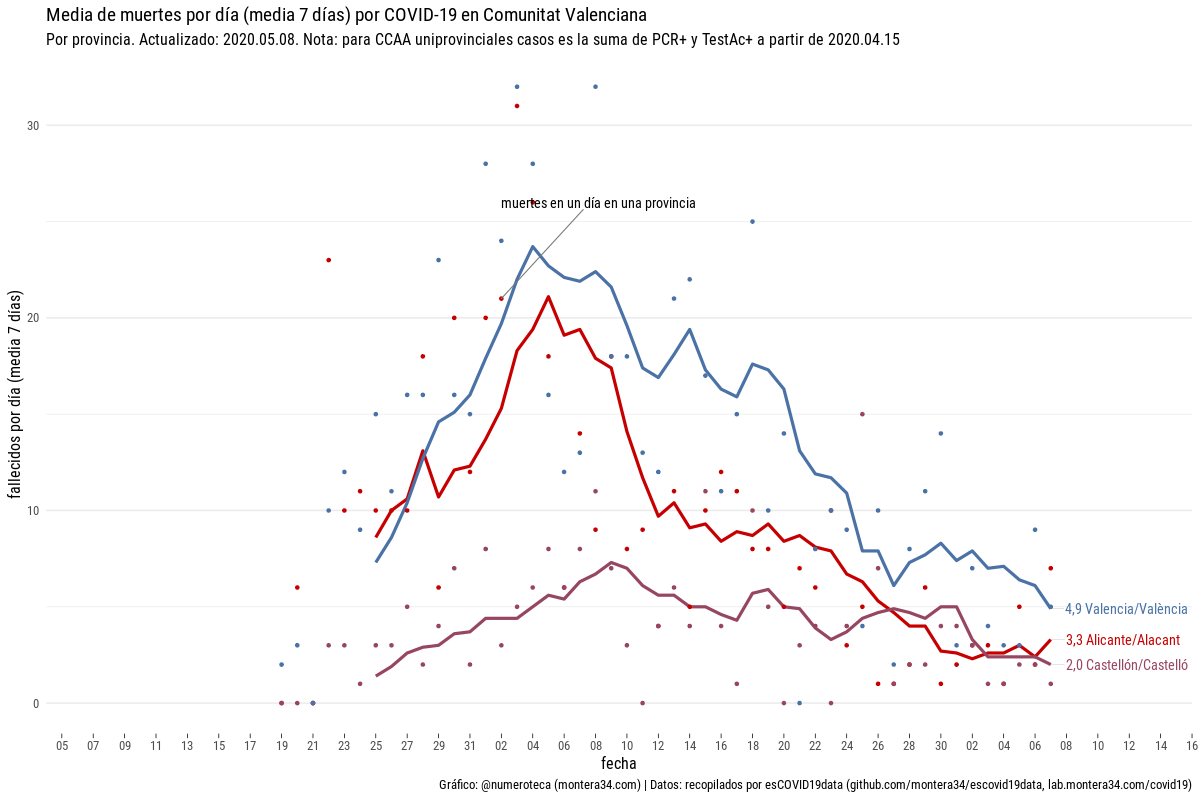 Media de muertes por día (media 7 días) por COVID-19 en Comunitat Valenciana
Por provincia. Actualizado: 2020.05.08. Nota: para CCAA uniprovinciales casos es la suma de PCR+ y TestAc+ a partir de 2020.04.15
fallecidos por día (media 7 días)
30
20
10
0
muertes en un día en una provincia
4,9 Valencia/València
3,3 Alicante/Alacant
2,0 Castellón/Castelló
05 07 09 11 13 15 17 19 21 23 25 27 29 31 02 04 06 08 10 12 14 16 18 20 22 24 26 28 30 02 04 06 08 10 12 14 16
fecha
Gráfico: @numeroteca (montera34.com) | Datos: recopilados por esCOVID19data (github.com/montera34/escovid19data, lab.montera34.com/covid19)